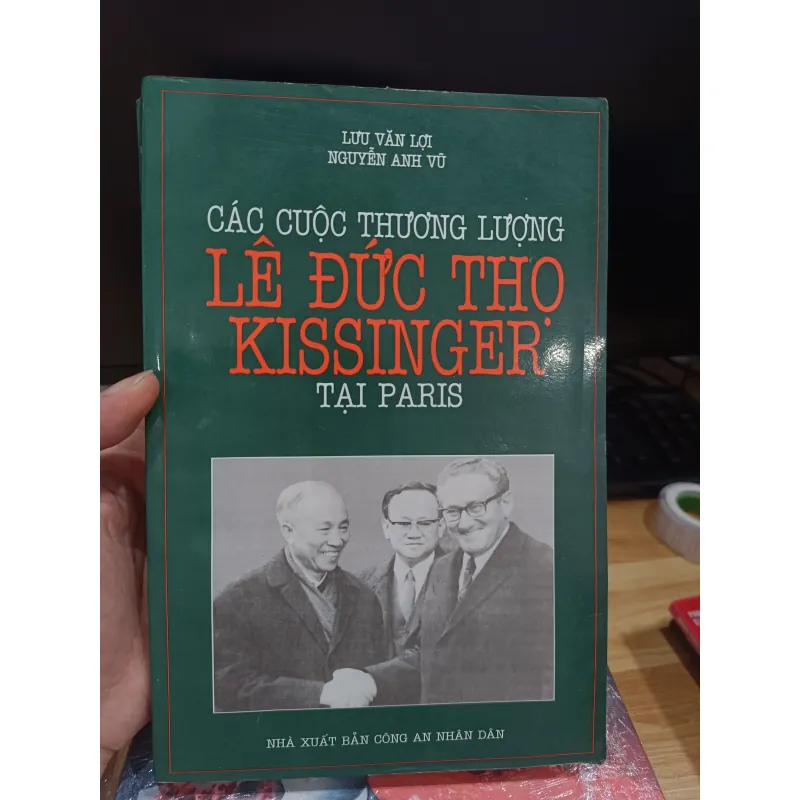 LƯU VĂN LỢI
NGUYỄN ANH VŨ
CÁC CUỘC THƯƠNG LƯỢNG
LÊ ĐỨC THỌ
KISSINGER
TẠI PARIS
NHÀ XUẤT BẢN CÔNG AN NHÂN DÂN